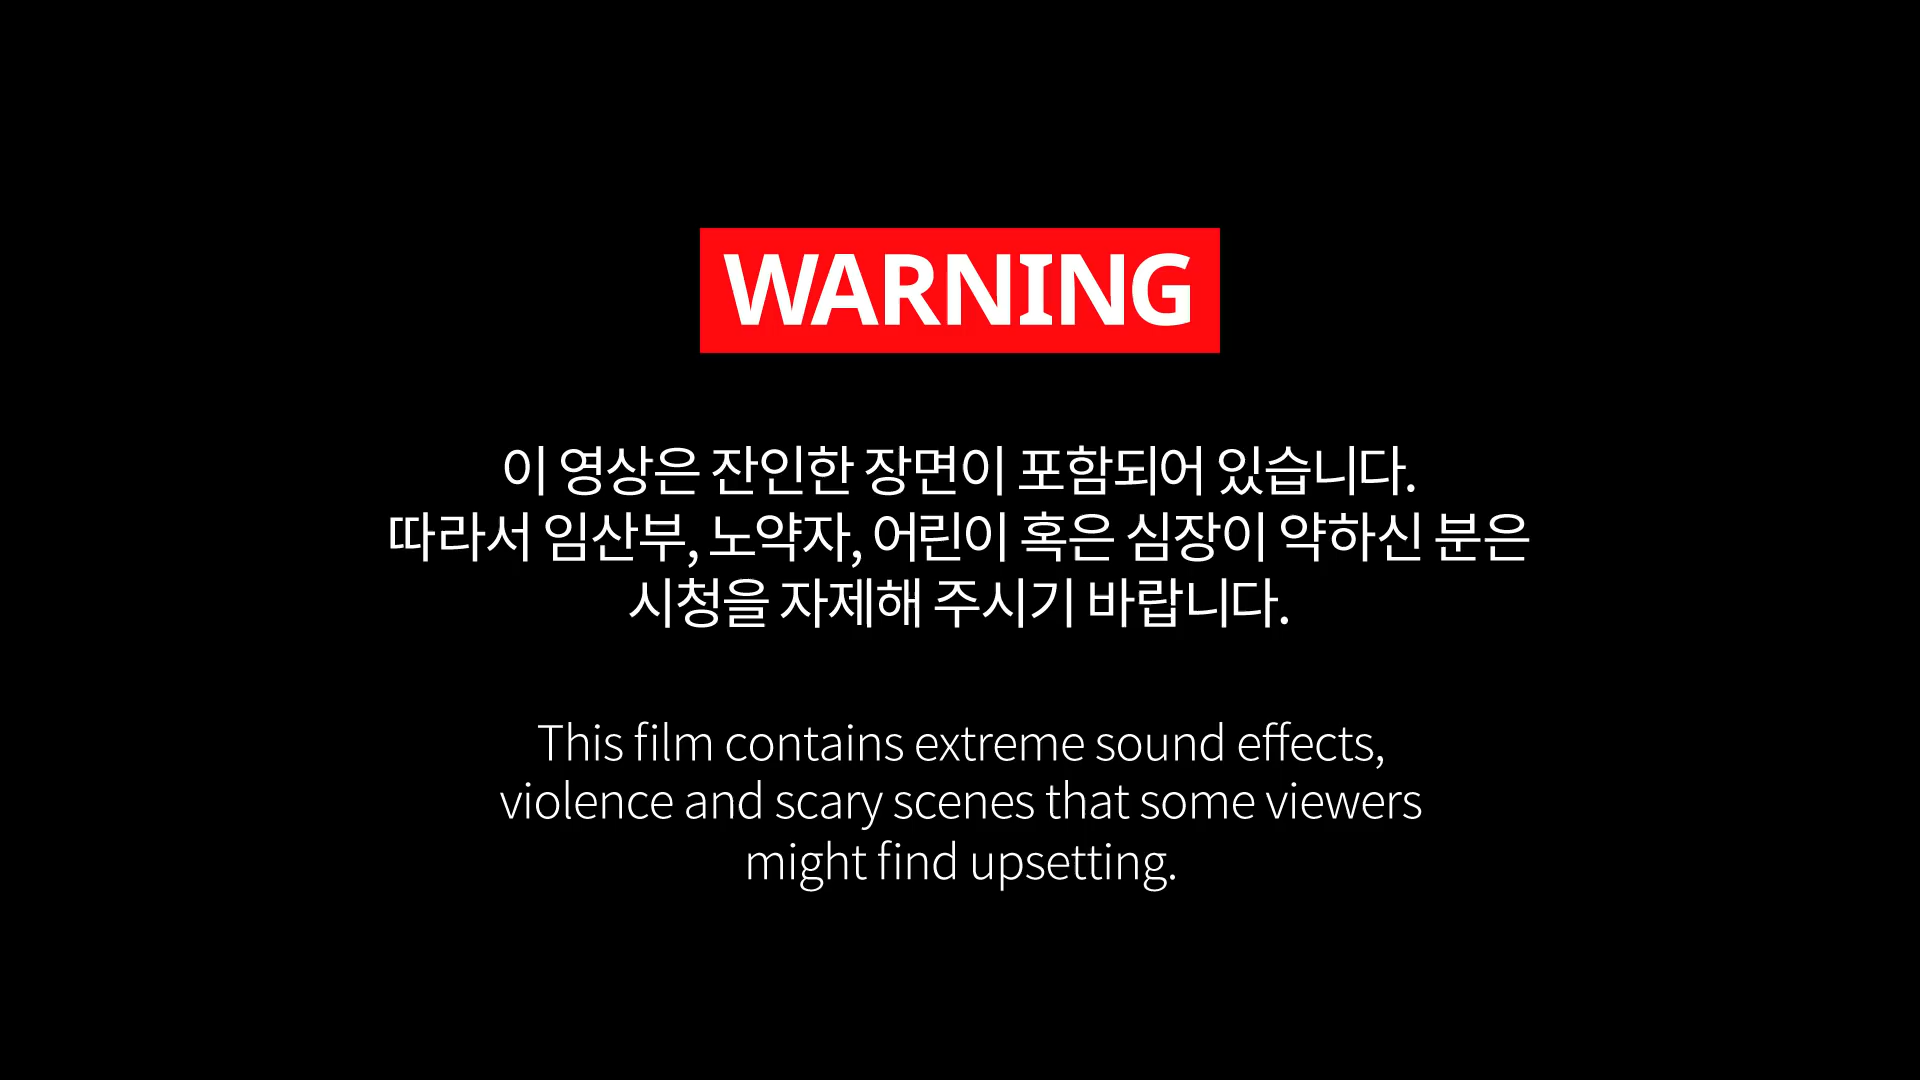 WARNING
이 영상은 잔인한 장면이 포함되어 있습니다.
따라서 임산부, 노약자, 어린이 혹은 심장이 약하신 분은
시청을 자제해 주시기 바랍니다.
This film contains extreme sound effects,
violence and scary scenes that some viewers
might find upsetting.